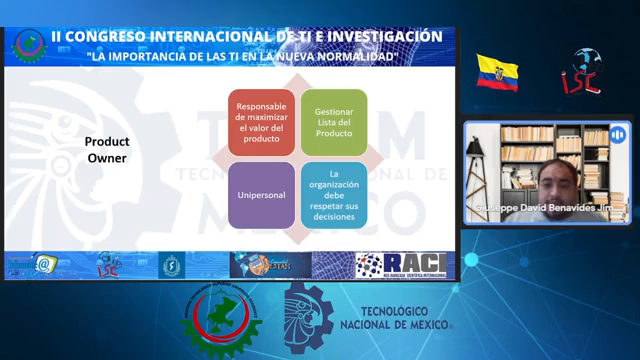 II CONGRESO INTERNACIONAL DE TI E INVESTIGACIÓN
"LA IMPORTANCIA DE LAS TI EN LA NUEVA NORMALIDAD"
Product
Owner
Responsable
de maximizar
el valor del
producto
Gestionar
Lista del
Producto
Unipersonal
La
organización
debe
respetar sus
decisiones
Giuseppe David Benavides Jim...
isc
RACI
TECNOLÓGICO
NACIONAL DE MÉXICO